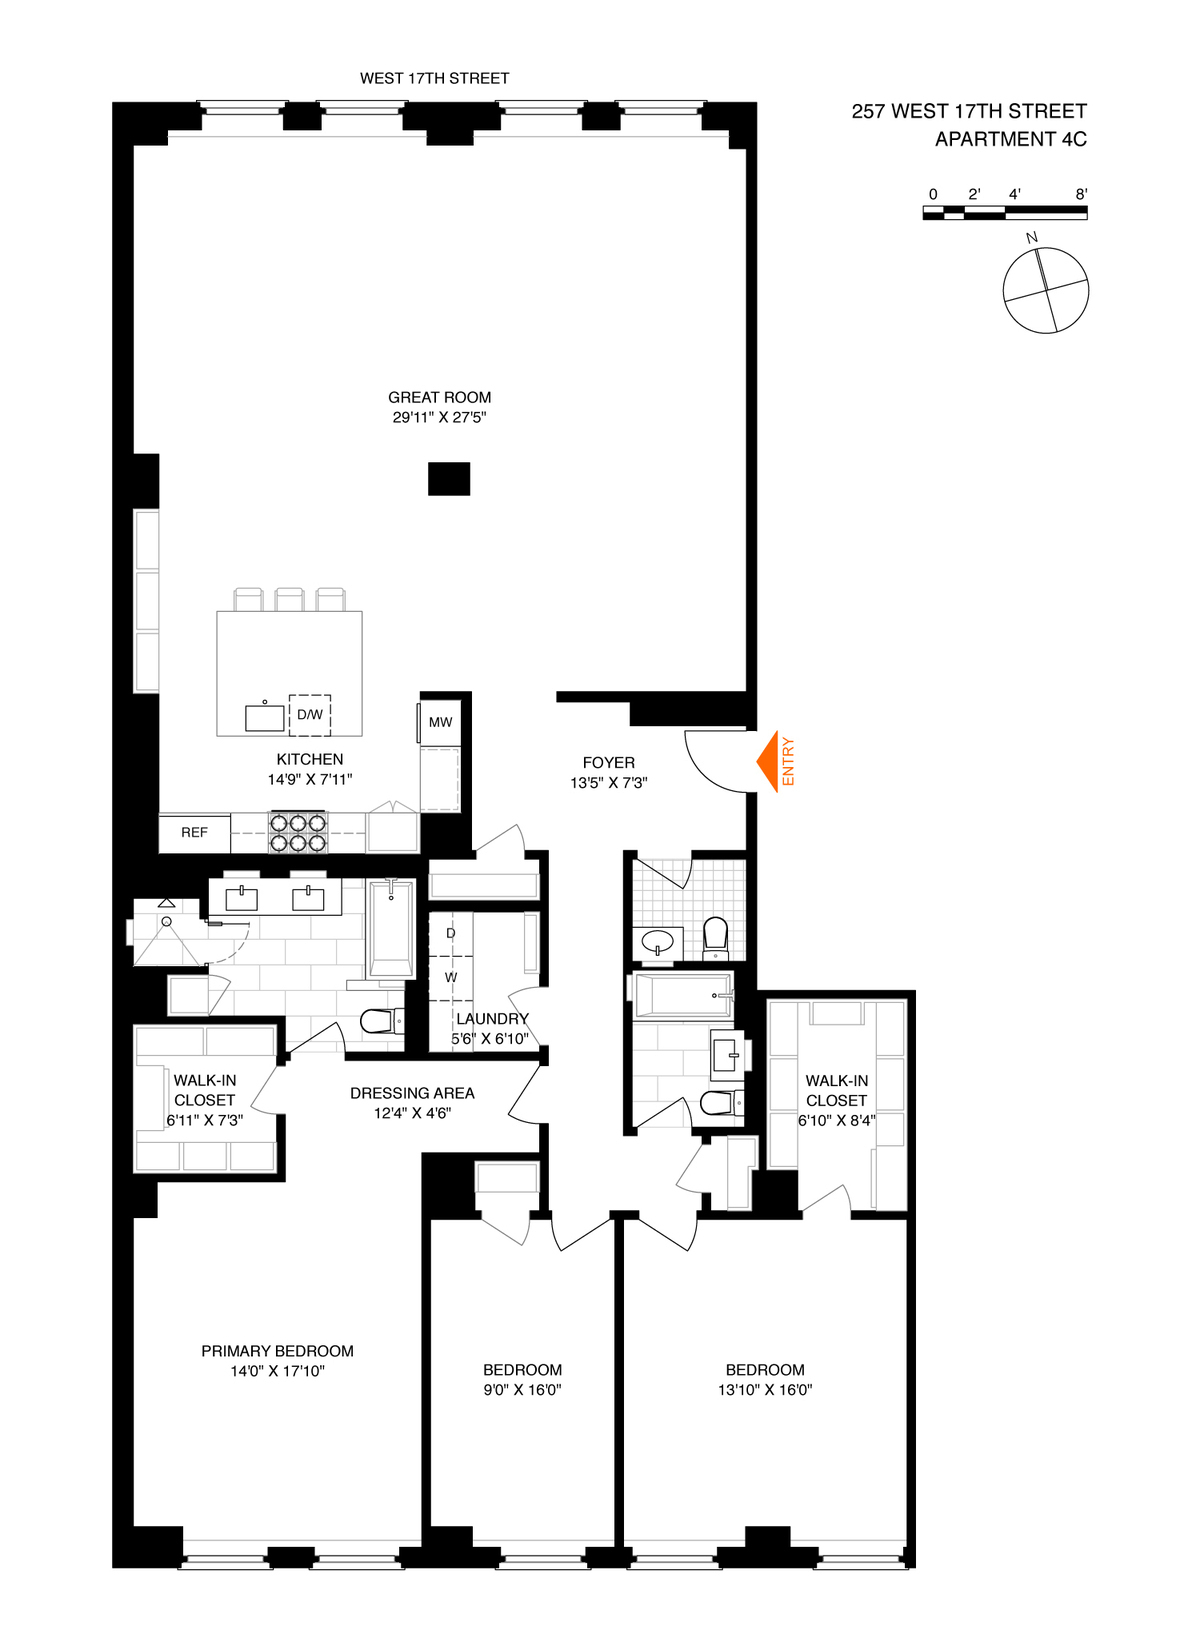 WEST 17TH STREET
257 WEST 17TH STREET
APARTMENT 4C
0 2' 4' 8'
N
GREAT ROOM
29'11" X 27'5"
D/W
MW
KITCHEN
14'9" X 7'11"
REF
FOYER
13'5" X 7'3"
ENTRY
D
W
LAUNDRY
5'6" X 6'10"
WALK-IN
CLOSET
6'11" X 7'3"
DRESSING AREA
12'4" X 4'6"
WALK-IN
CLOSET
6'10" X 8'4"
PRIMARY BEDROOM
14'0" X 17'10"
BEDROOM
9'0" X 16'0"
BEDROOM
13'10" X 16'0"